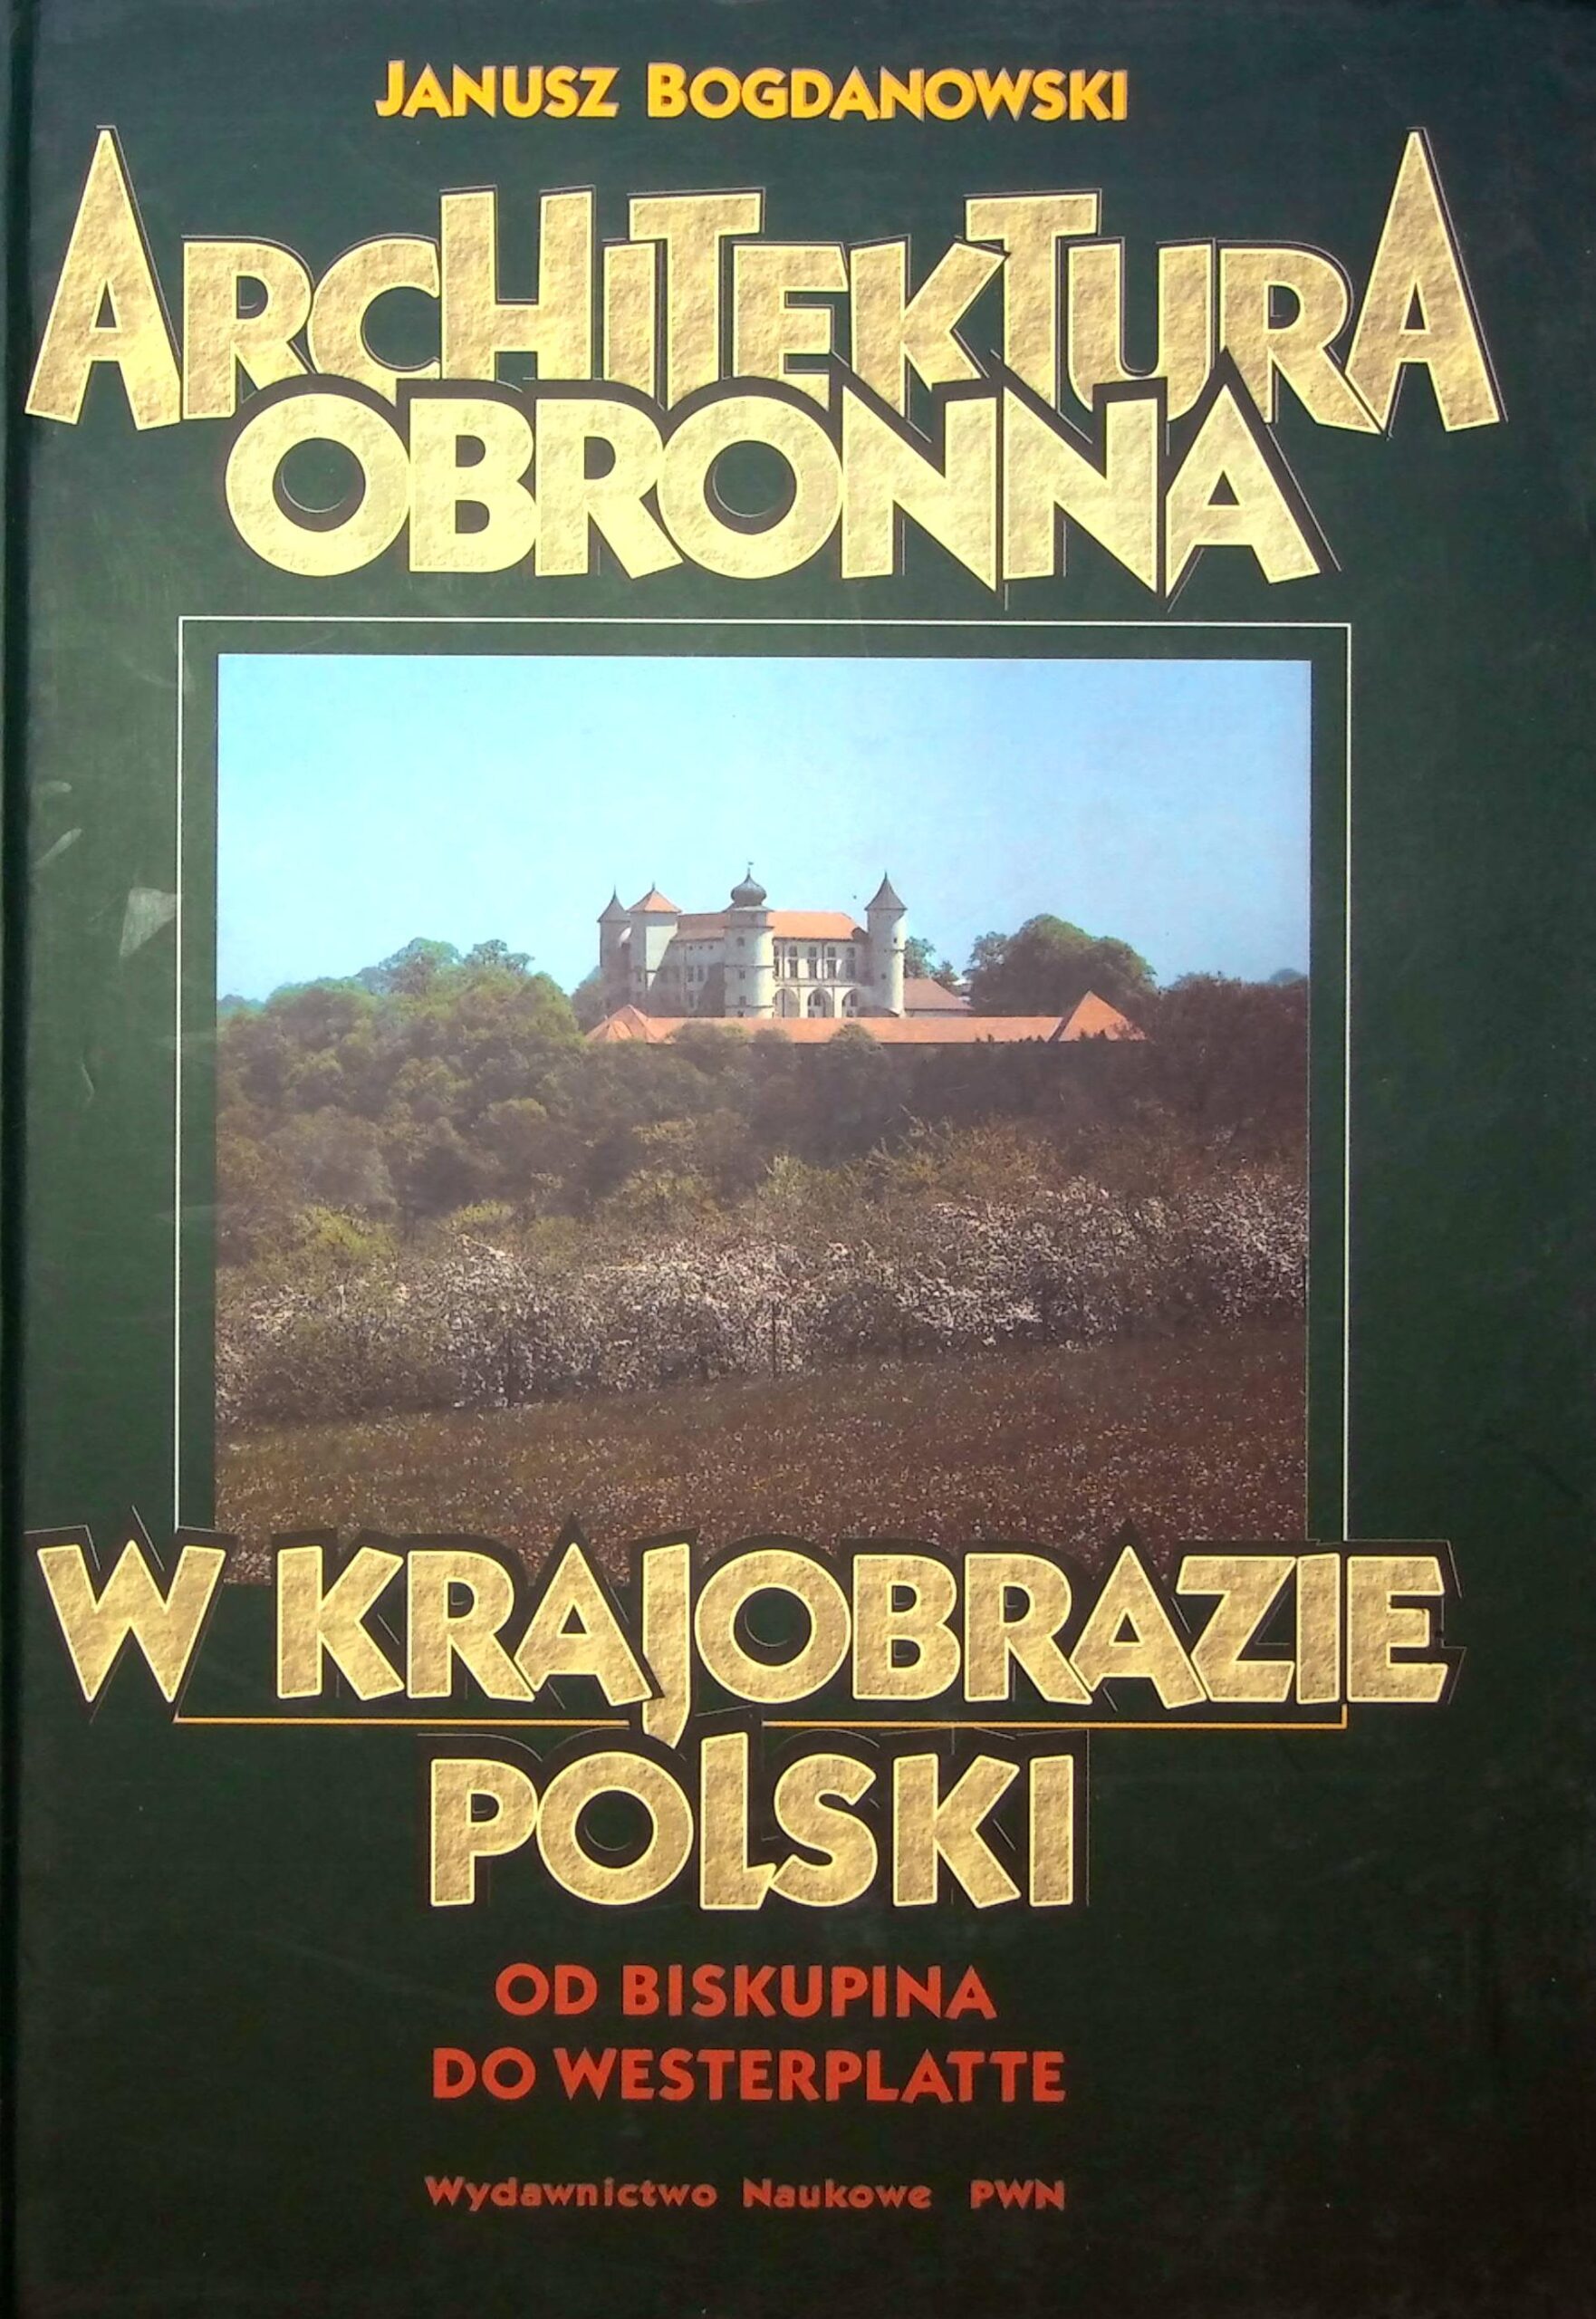 JANUSZ BOGDANOWSKI
ARCHITEKTURA
OBRONNA
W KRAJOBRAZIE
POLSKI
OD BISKUPINA
DO WESTERPLATTE
Wydawnictwo Naukowe PWN